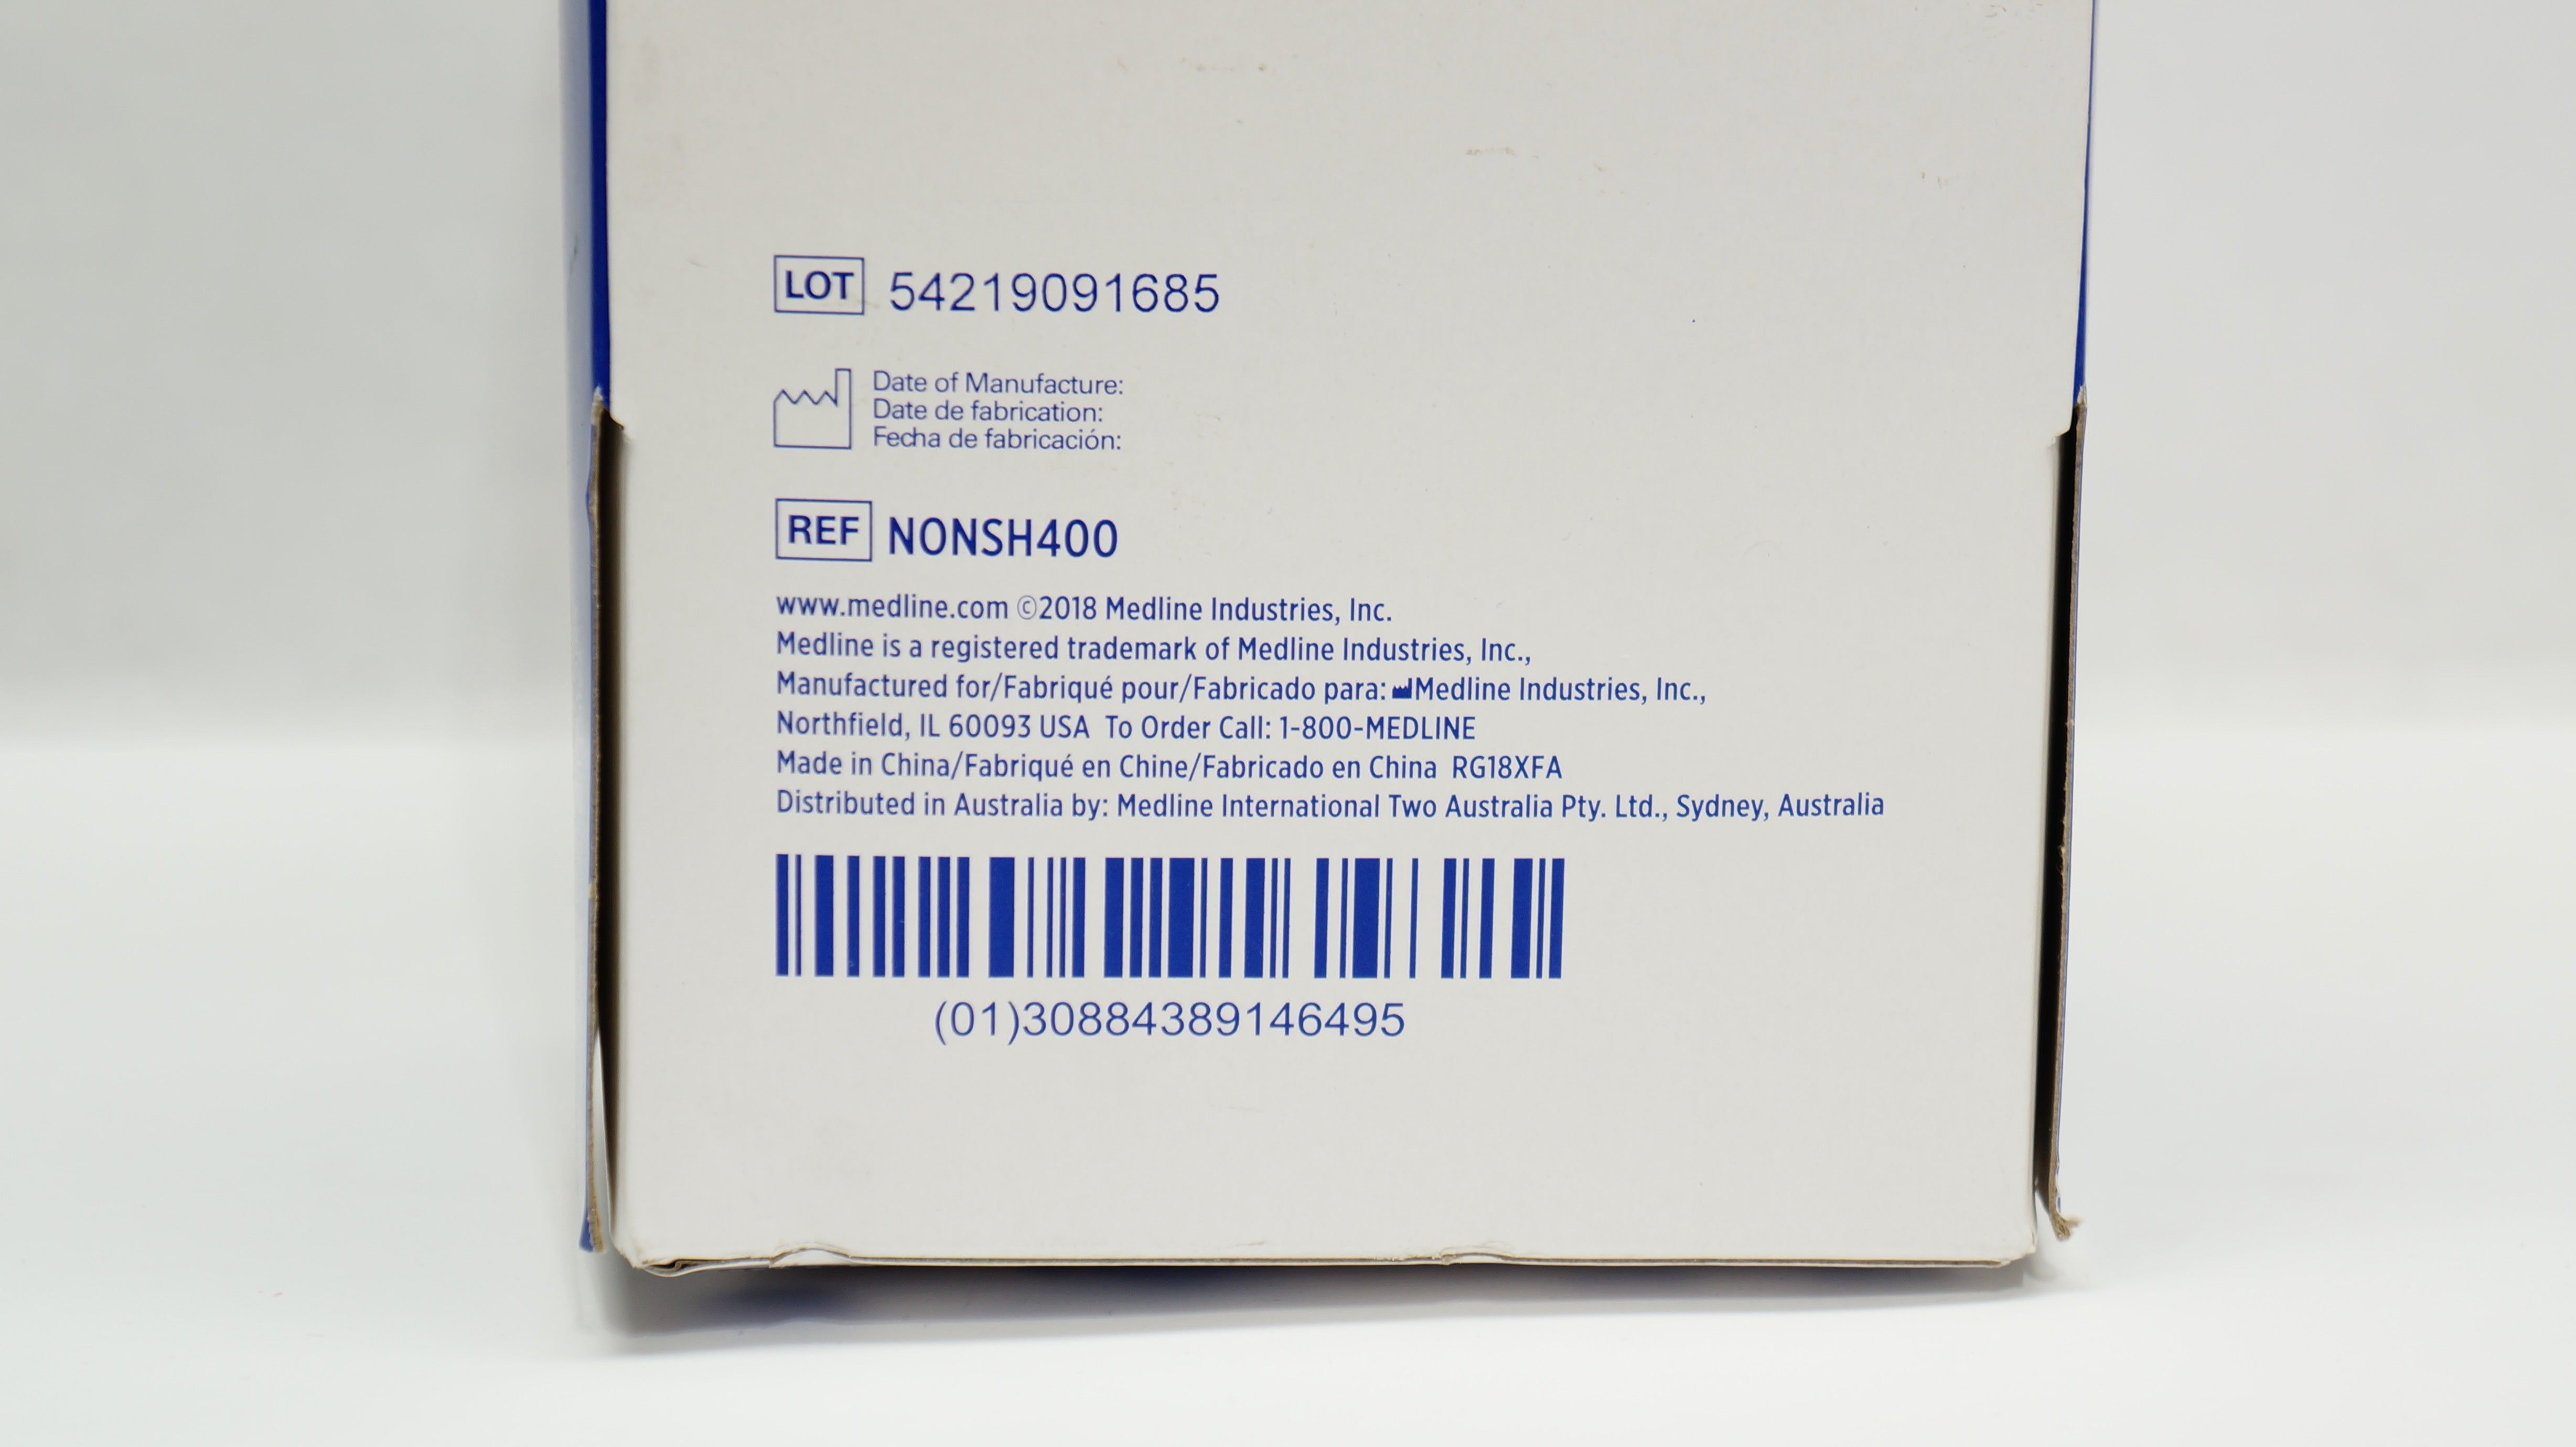 LOT 54219091685
Date of Manufacture:
Date de fabrication:
Fecha de fabricación:
REF NONSH400
www.medline.com ©2018 Medline Industries, Inc.
Medline is a registered trademark of Medline Industries, Inc.,
Manufactured for/Fabriqué pour/Fabricado para: Medline Industries, Inc.,
Northfield, IL 60093 USA To Order Call: 1-800-MEDLINE
Made in China/Fabriqué en Chine/Fabricado en China RG18XFA
Distributed in Australia by: Medline International Two Australia Pty. Ltd., Sydney, Australia
(01)30884389146495